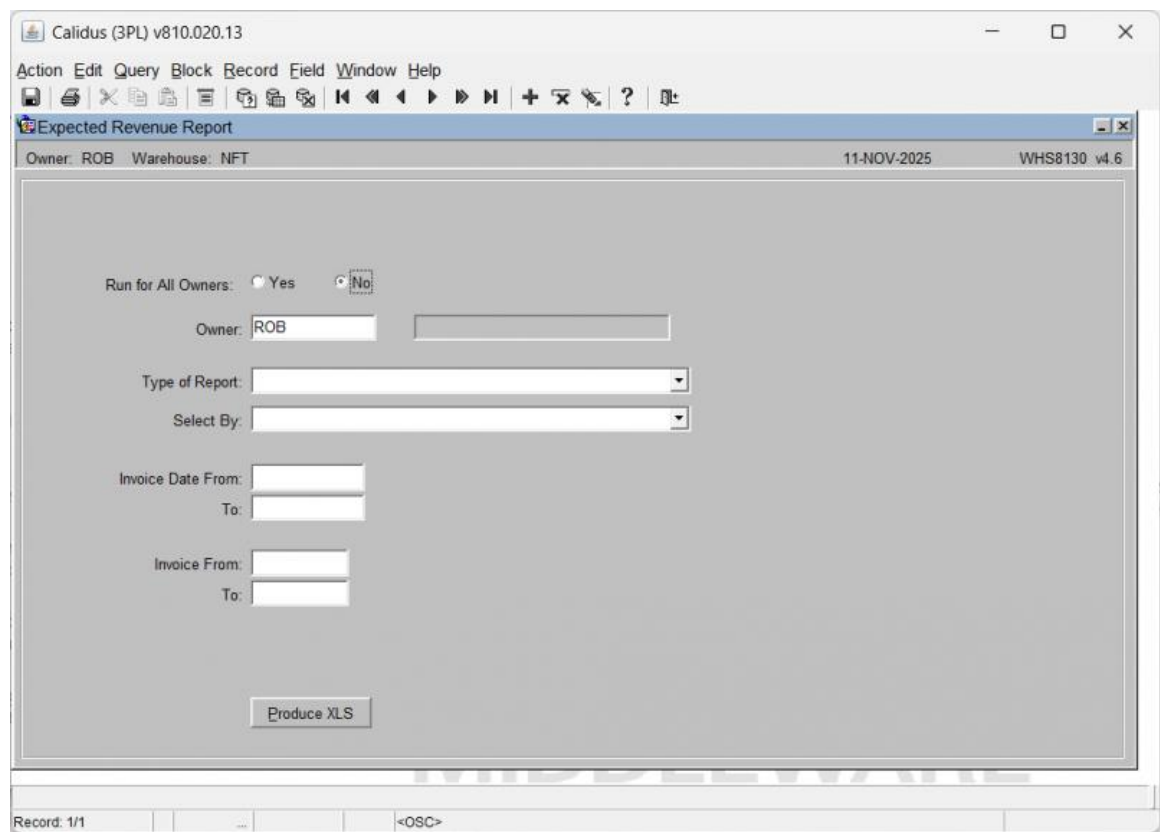 Calidus (3PL) v810.020.13
Action Edit Query Block Record Field Window Help
Expected Revenue Report
Owner: ROB Warehouse: NFT 11-NOV-2025 WHS8130 v4.6
Run for All Owners: Yes No
Owner: ROB
Type of Report:
Select By:
Invoice Date From:
To:
Invoice From:
To:
Produce XLS
MIDDLEWARE
Record: 1/1 ... <OSC>